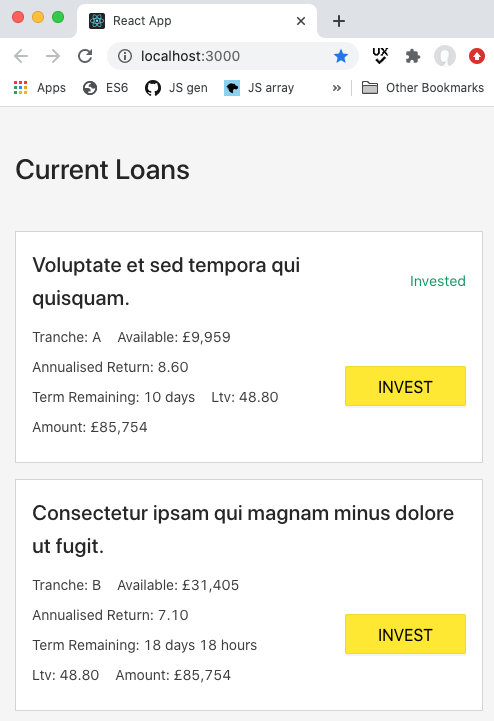 React App
localhost:3000
UX
Apps
ES6
JS gen
JS array
»
Other Bookmarks
Current Loans
Voluptate et sed tempora qui
quisquam.
Invested
Tranche: A Available: £9,959
Annualised Return: 8.60
Term Remaining: 10 days Ltv: 48.80
Amount: £85,754
INVEST
Consectetur ipsam qui magnam minus dolore
ut fugit.
Tranche: B Available: £31,405
Annualised Return: 7.10
Term Remaining: 18 days 18 hours
Ltv: 48.80 Amount: £85,754
INVEST